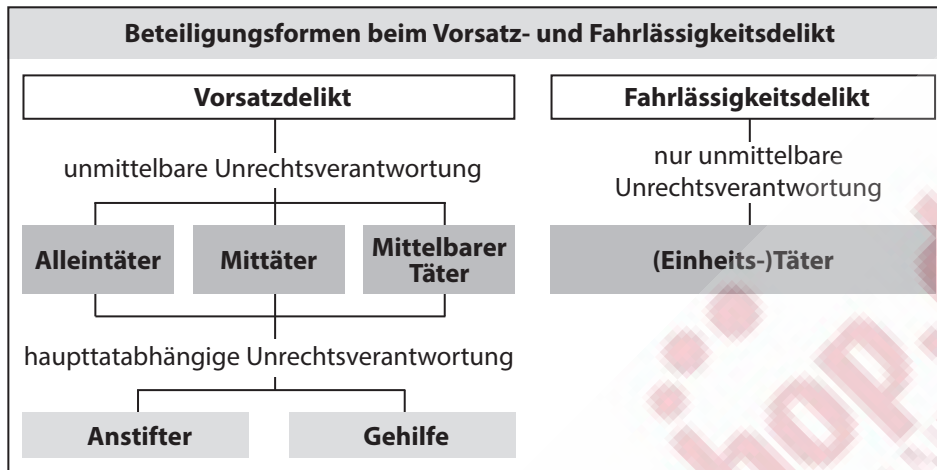 Beteiligungsformen beim Vorsatz- und Fahrlässigkeitsdelikt
Vorsatzdelikt
unmittelbare Unrechtsverantwortung
Alleintäter
Mittäter
Mittelbarer
Täter
haupttatabhängige Unrechtsverantwortung
Anstifter
Gehilfe
Fahrlässigkeitsdelikt
nur unmittelbare
Unrechtsverantwortung
(Einheits-)Täter